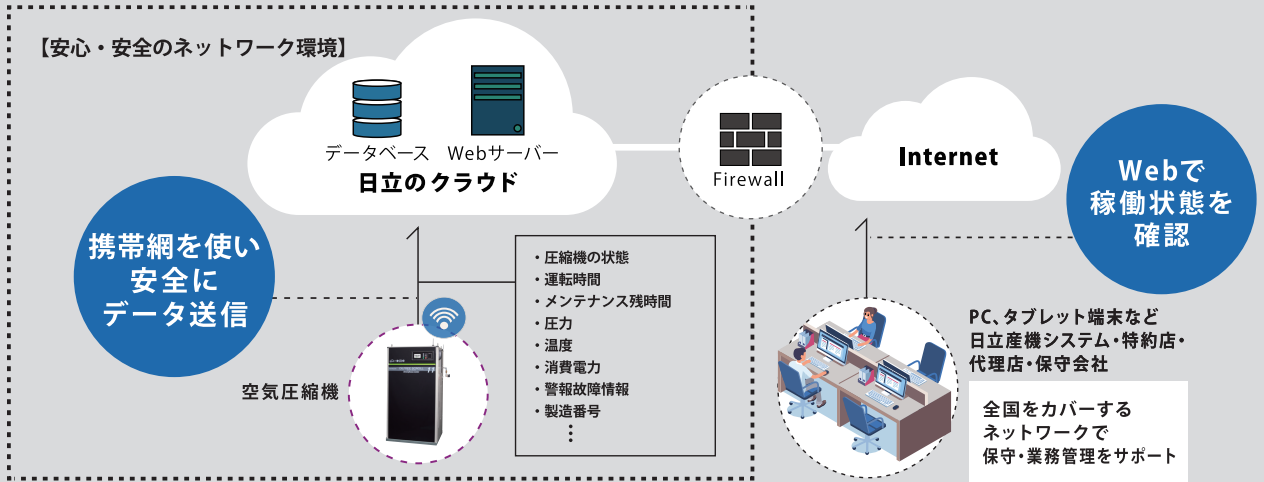 【安心・安全のネットワーク環境】
データベース Webサーバー
日立のクラウド
Firewall
Internet
Webで
稼働状態を
確認
携帯網を使い
安全に
データ送信
空気圧縮機
・圧縮機の状態
・運転時間
・メンテナンス残時間
・圧力
・温度
・消費電力
・警報故障情報
・製造番号
⋮
PC、タブレット端末など
日立産機システム・特約店・
代理店・保守会社
全国をカバーする
ネットワークで
保守・業務管理をサポート